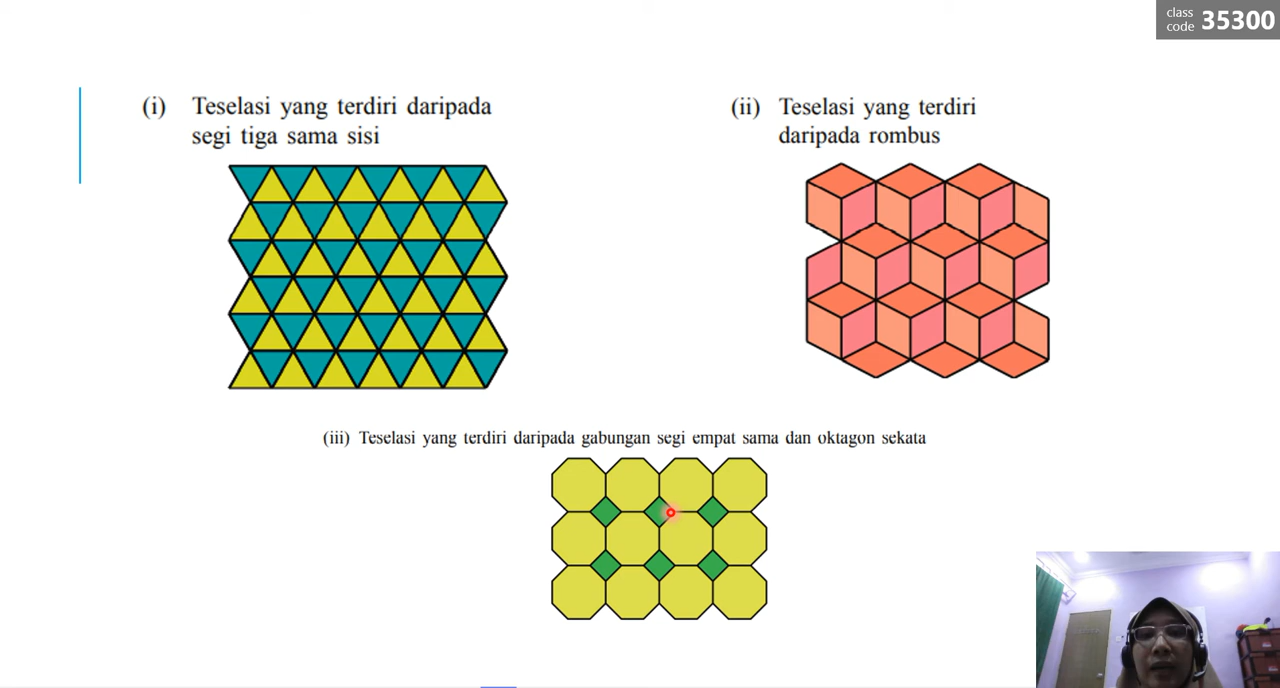 class
code 35300
(i) Teselasi yang terdiri daripada
segi tiga sama sisi
(ii) Teselasi yang terdiri
daripada rombus
(iii) Teselasi yang terdiri daripada gabungan segi empat sama dan oktagon sekata